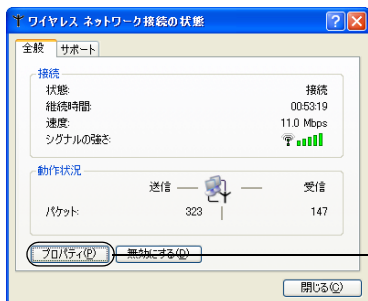 ワイヤレス ネットワーク接続の状態
全般 サポート
接続
状態: 接続
継続時間: 00:53:19
速度: 11.0 Mbps
シグナルの強さ:
動作状況
送信 — — 受信
パケット: 323 147
プロパティ(P) 無効にする(D)
閉じる(C)